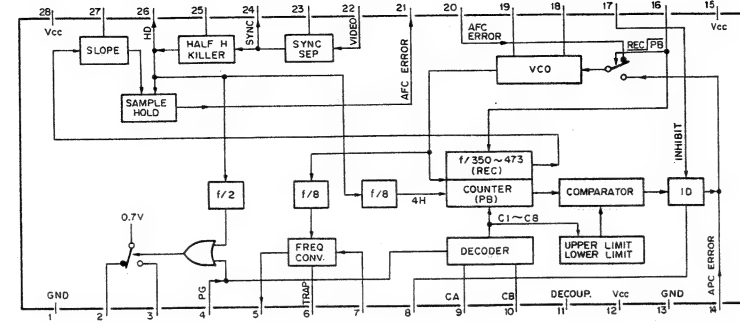 28 27 26 25 24 23 22 21 20 19 18 17 16 15
Vcc HD SYNC VIDEO AFC ERROR Vcc
AFC ERROR
REC PB
SLOPE
HALF H
KILLER
SYNC
SEP
VCO
SAMPLE
HOLD
INHIBIT
f/350~473
(REC)
f/2
f/8
f/8
4H
COUNTER
(PB)
COMPARATOR
ID
C1~C8
0.7V
FREQ
CONV.
DECODER
UPPER LIMIT
LOWER LIMIT
GND PG TRAP CA CB DECOUP. Vcc GND APC ERROR
1 2 3 4 5 6 7 8 9 10 11 12 13 14